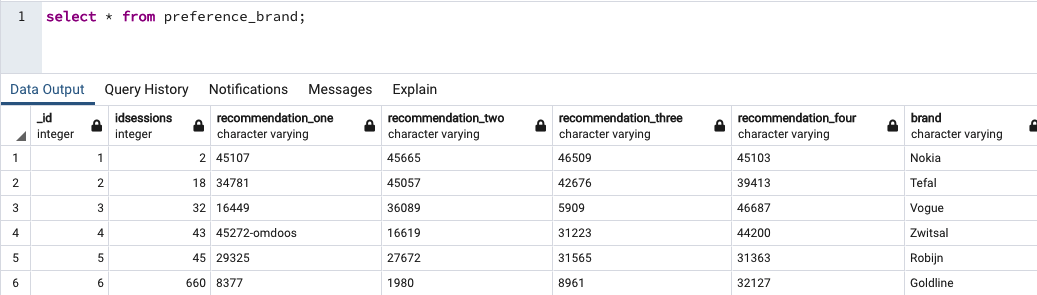 1 select * from preference_brand;
Data Output Query History Notifications Messages Explain
_id idsessions recommendation_one recommendation_two recommendation_three recommendation_four brand
integer integer character varying character varying character varying character varying character varying
1 1 2 45107 45665 46509 45103 Nokia
2 2 18 34781 45057 42676 39413 Tefal
3 3 32 16449 36089 5909 46687 Vogue
4 4 43 45272-omdoos 16619 31223 44200 Zwitsal
5 5 45 29325 27672 31565 31363 Robijn
6 6 660 8377 1980 8961 32127 Goldline